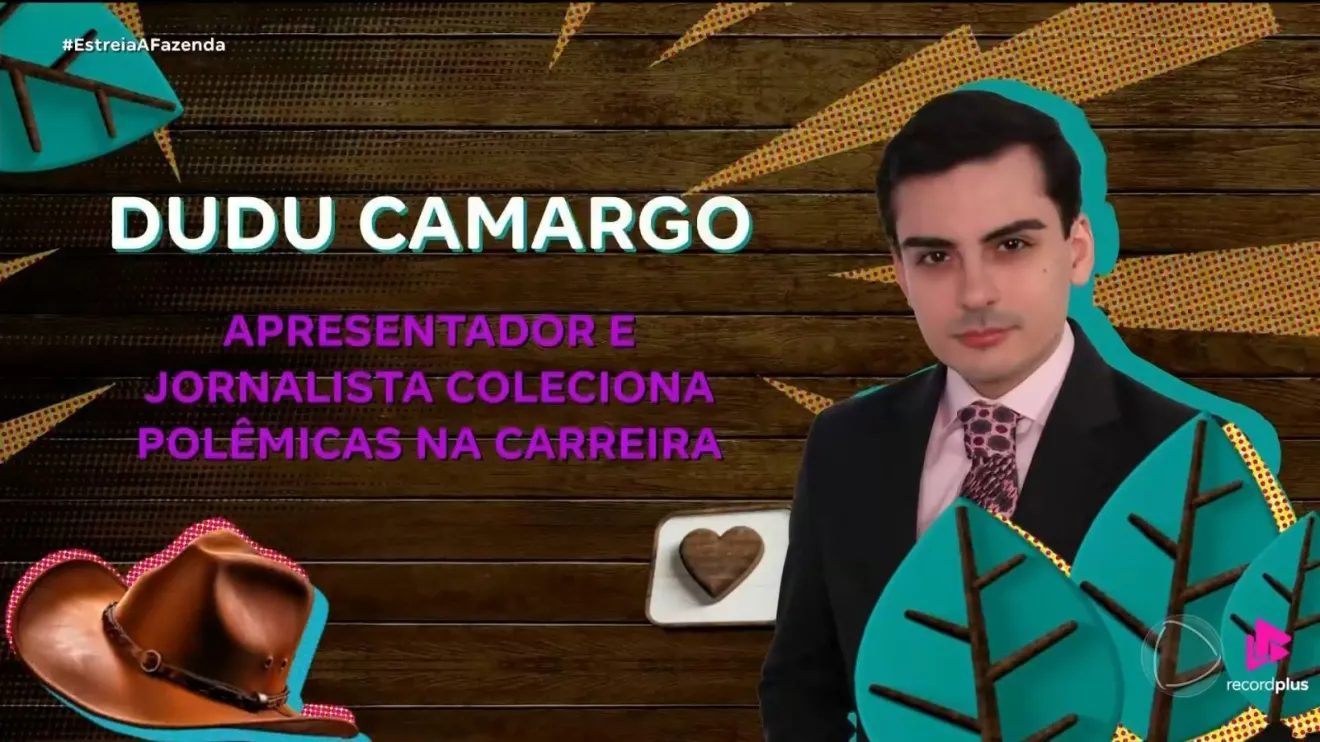 #EstreiaAFazenda
DUDU CAMARGO
APRESENTADOR E
JORNALISTA COLECIONA
POLÊMICAS NA CARREIRA
recordplus